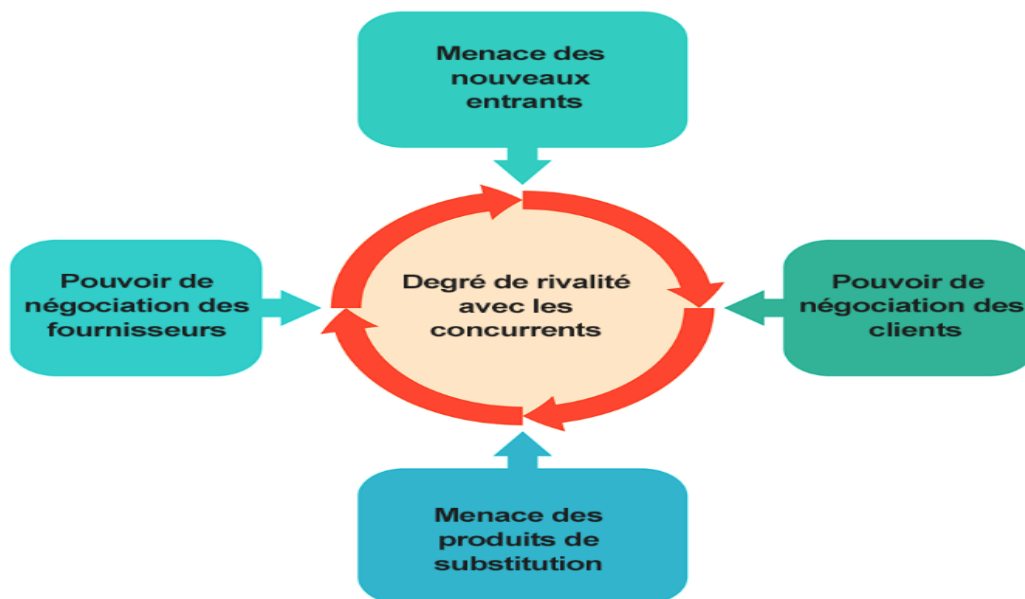 Menace des
nouveaux
entrants
Pouvoir de
négociation des
fournisseurs
Degré de rivalité
avec les
concurrents
Pouvoir de
négociation des
clients
Menace des
produits de
substitution